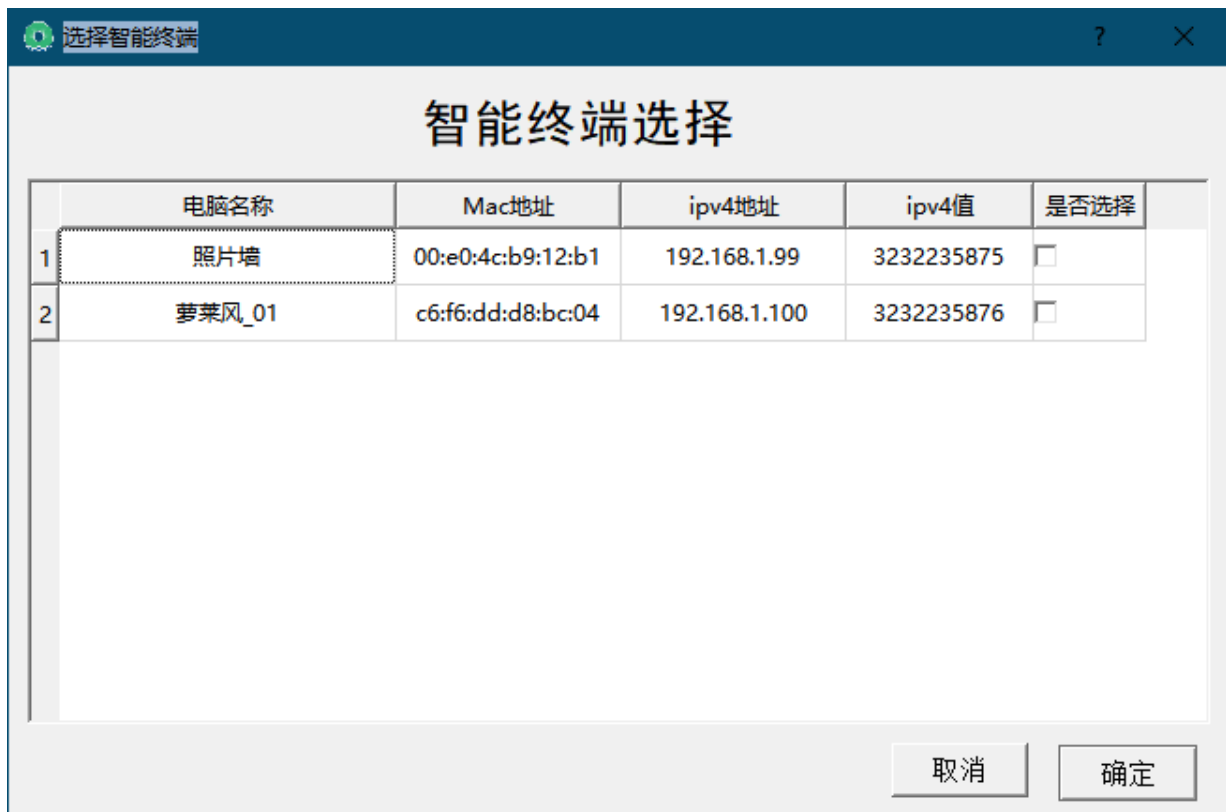 选择智能终端 ?
智能终端选择
电脑名称 Mac地址 ipv4地址 ipv4值 是否选择
1 照片墙 00:e0:4c:b9:12:b1 192.168.1.99 3232235875
2 萝莱风_01 c6:f6:dd:d8:bc:04 192.168.1.100 3232235876
取消 确定